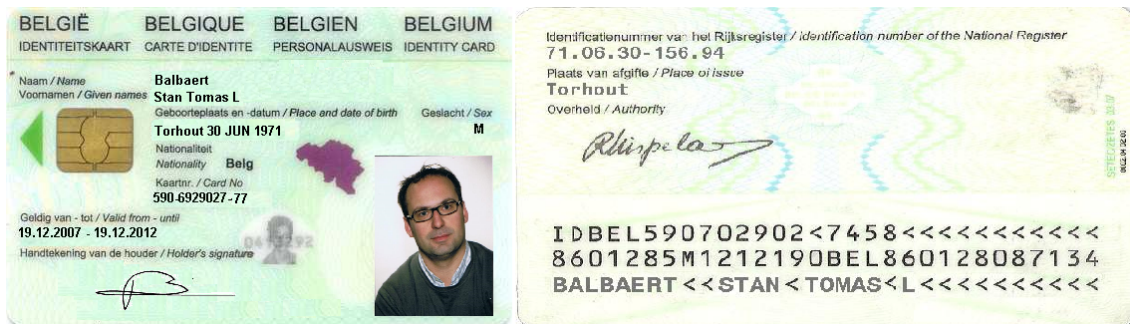 BELGIË BELGIQUE BELGIEN BELGIUM
IDENTITEITSKAART CARTE D'IDENTITE PERSONALAUSWEIS IDENTITY CARD
Naam / Name Balbaert
Voornamen / Given names Stan Tomas L
Geboorteplaats en -datum / Place and date of birth Geslacht / Sex
Torhout 30 JUN 1971 M
Nationaliteit
Nationality Belg
Kaartnr. / Card No
590-6929027-77
Geldig van - tot / Valid from - until
19.12.2007 - 19.12.2012
Handtekening van de houder / Holder's signature
Identificatienummer van het Rijksregister / Identification number of the National Register
71.06.30-156.94
Plaats van afgifte / Place of issue
Torhout
Overheid / Authority
IDBEL590702902<7458<<<<<<<<<<<
8601285M1212190BEL860128087134
BALBAERT<<STAN<TOMAS<L<<<<<<<<<<